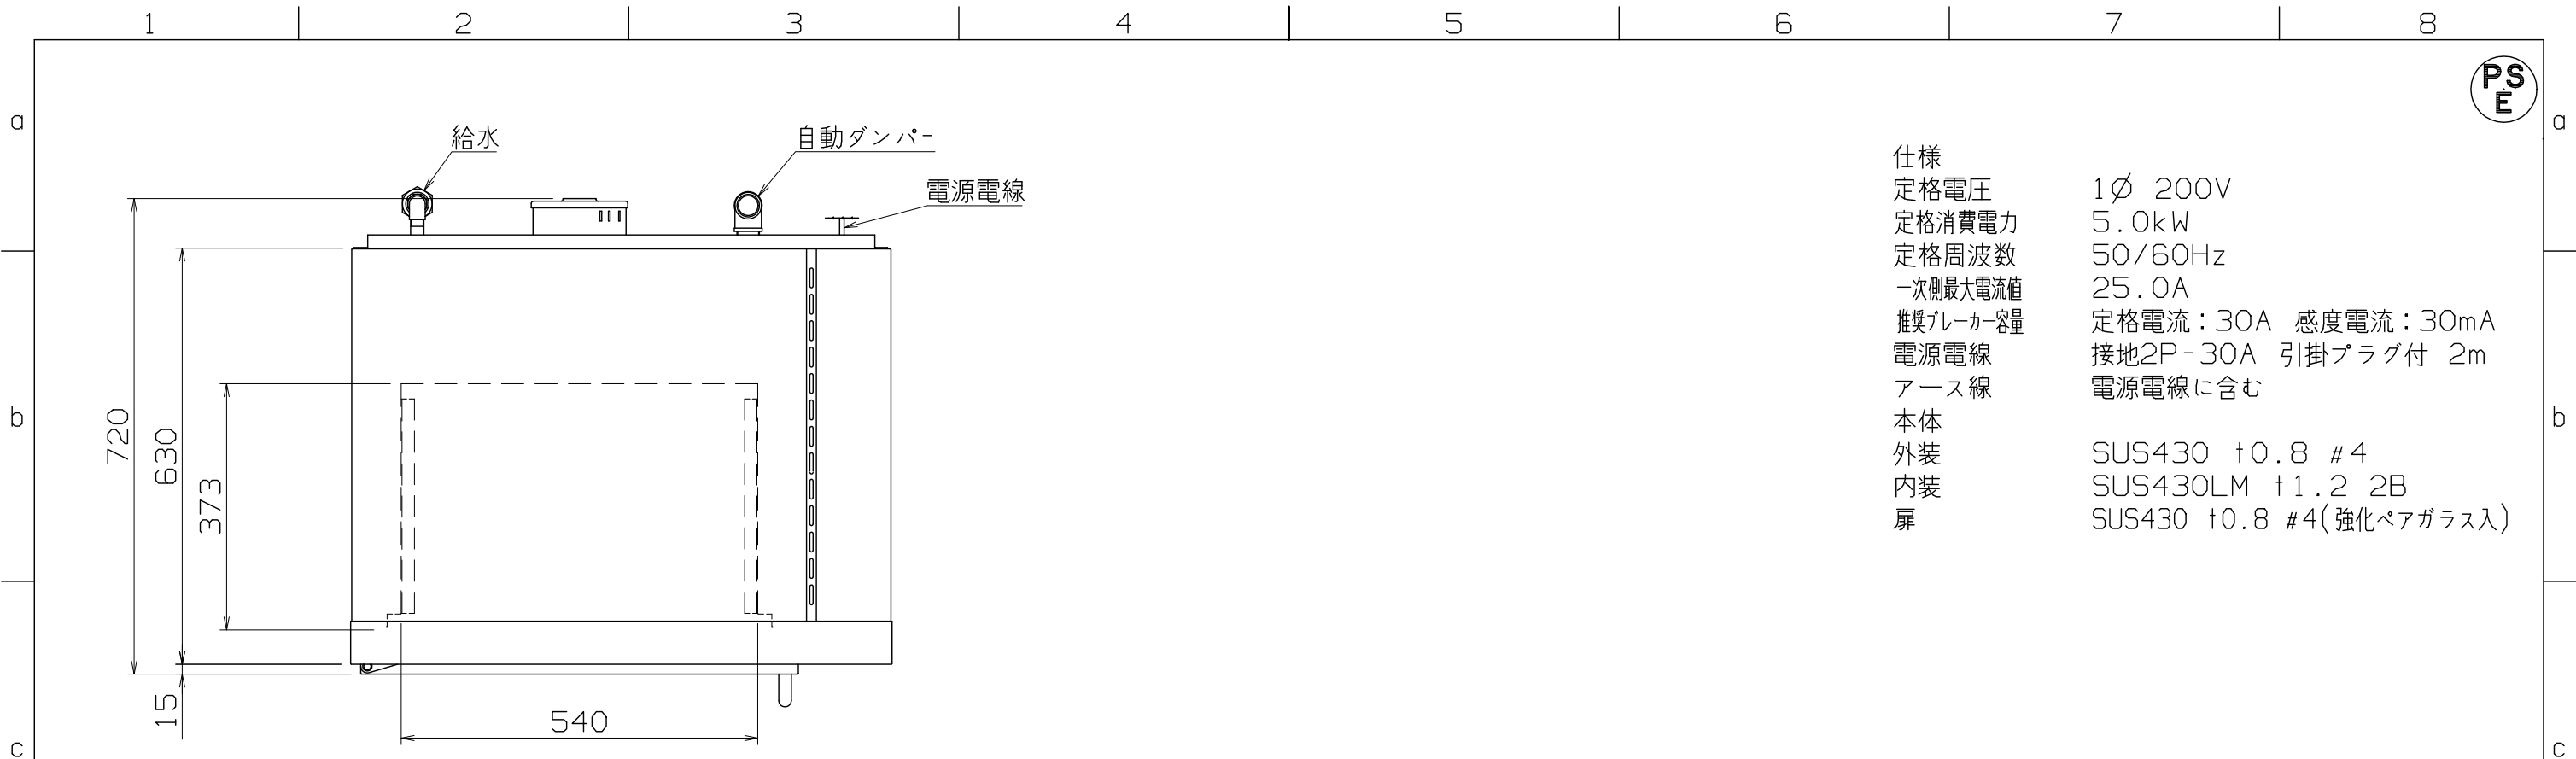 1 2 3 4 5 6 7 8
PS
E
a a
給水
自動ダンパー
電源電線
仕様
定格電圧 1∅ 200V
定格消費電力 5.0kW
定格周波数 50/60Hz
一次側最大電流値 25.0A
推奨ブレーカー容量 定格電流：30A 感度電流：30mA
電源電線 接地2P-30A 引掛プラグ付 2m
アース線 電源電線に含む
本体
外装 SUS430 t0.8 #4
内装 SUS430LM t1.2 2B
扉 SUS430 t0.8 #4(強化ペアガラス入)
b b
720
630
373
15
540
c c